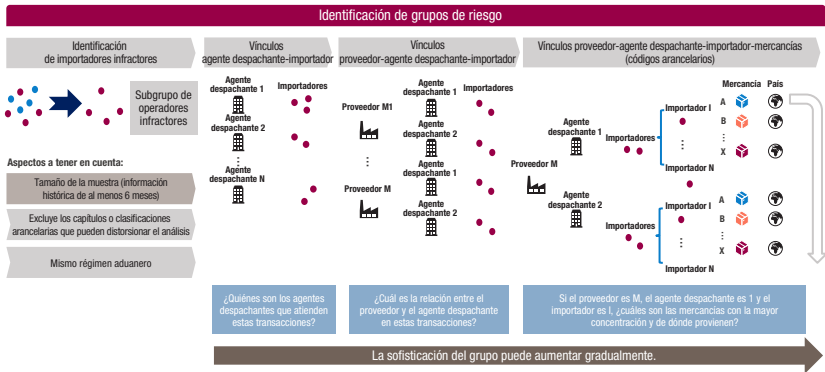 Identificación de grupos de riesgo
Identificación
de importadores infractores
Subgrupo de
operadores
infractores
Aspectos a tener en cuenta:
Tamaño de la muestra (información
histórica de al menos 6 meses)
Excluye los capítulos o clasificaciones
arancelarias que pueden distorsionar el análisis
Mismo régimen aduanero
Vínculos
agente despachante-importador
Agente
despachante 1
Importadores
Agente
despachante 2
⋮
Agente
despachante N
¿Quiénes son los agentes
despachantes que atienden
estas transacciones?
Vínculos
proveedor-agente despachante-importador
Agente
despachante 1
Importadores
Proveedor M1
Agente
despachante 2
⋮
Agente
despachante 1
Proveedor M
Agente
despachante 2
¿Cuál es la relación entre el
proveedor y el agente despachante
en estas transacciones?
Vínculos proveedor-agente despachante-importador-mercancías
(códigos arancelarios)
Mercancía País
A
Importador I
B
Agente
despachante 1
Importadores
⋮
⋮
X
Proveedor M
Importador N
Agente
despachante 2
A
Importador I
Importadores
B
⋮
⋮
X
Importador N
Si el proveedor es M, el agente despachante es 1 y el
importador es I, ¿cuáles son las mercancías con la mayor
concentración y de dónde provienen?
La sofisticación del grupo puede aumentar gradualmente.